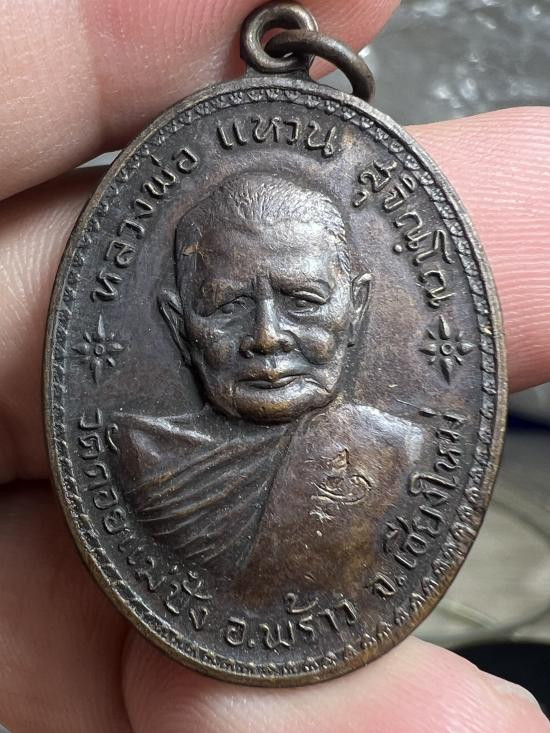 หลวงพ่อ แหวน สุจิณฺโณ
วัดดอยแม่ปั๋ง อ.พร้าว จ.เชียงใหม่